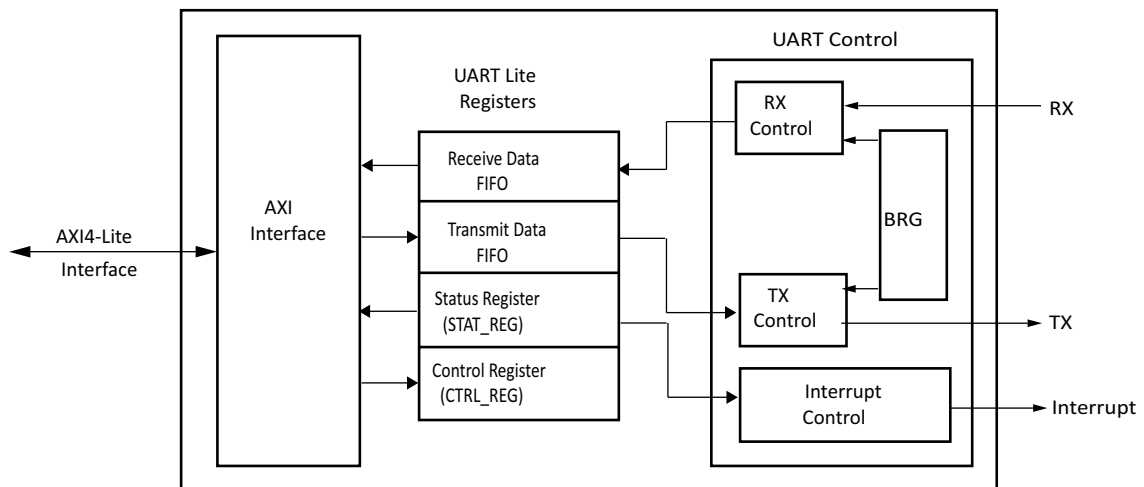 UART Control
UART Lite
Registers
RX
Control
RX
Receive Data
FIFO
AXI
Interface
BRG
AXI4-Lite
Interface
Transmit Data
FIFO
Status Register
(STAT_REG)
TX
Control
TX
Control Register
(CTRL_REG)
Interrupt
Control
Interrupt